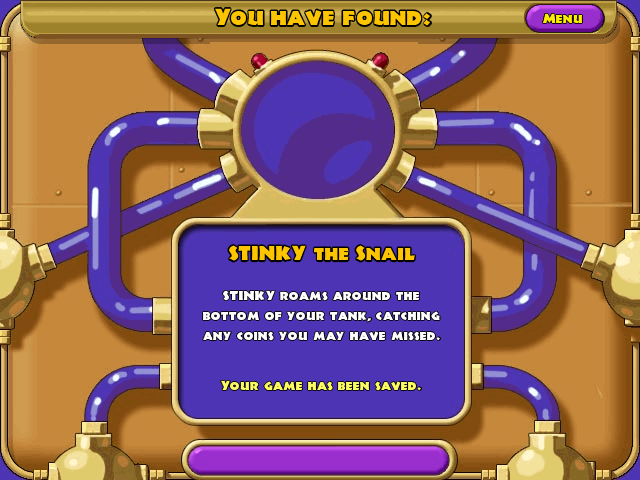 You have found:
Menu
STINKY the Snail
STINKY roams around the
bottom of your tank, catching
any coins you may have missed.
Your game has been saved.